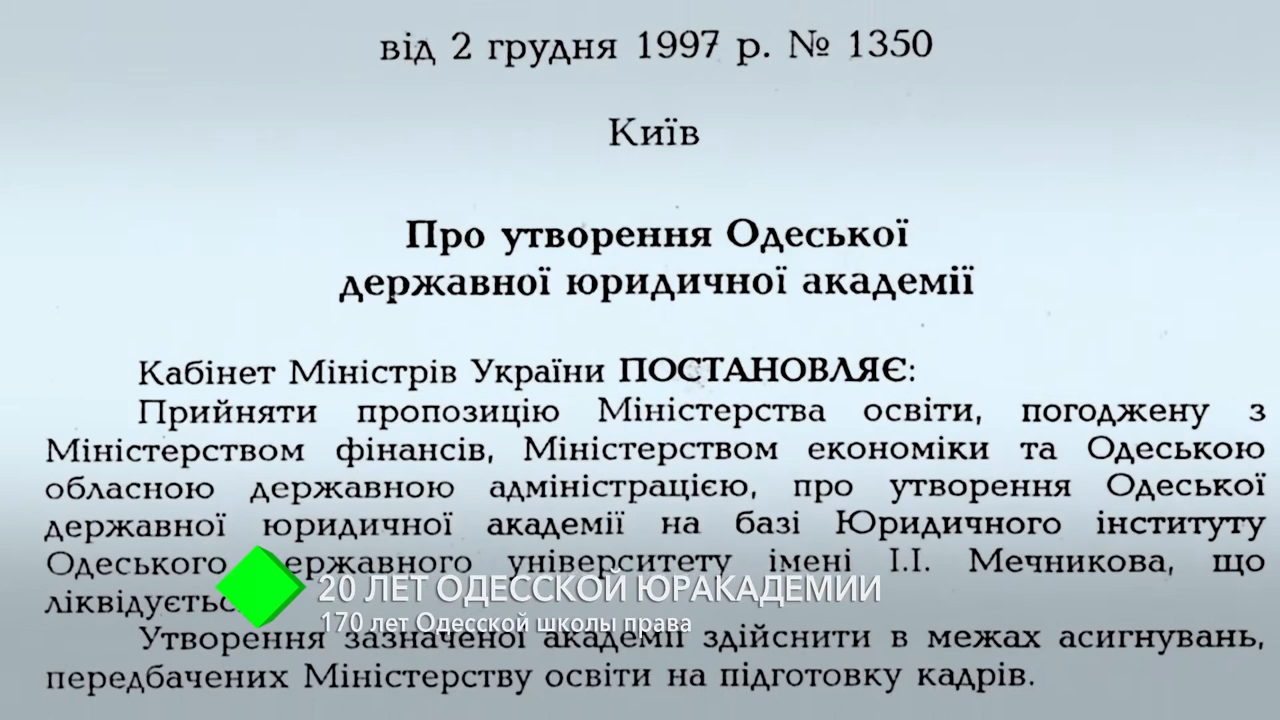 від 2 грудня 1997 р. № 1350
Київ
Про утворення Одеської
державної юридичної академії
Кабінет Міністрів України ПОСТАНОВЛЯЄ:
Прийняти пропозицію Міністерства освіти, погоджену з
Міністерством фінансів, Міністерством економіки та Одеською
обласною державною адміністрацією, про утворення Одеської
державної юридичної академії на базі Юридичного інституту
Одеського державного університету імені І.І. Мечникова, що
ліквідуєть
20 ЛЕТ ОДЕССКОЙ ЮРАКАДЕМИИ
170 лет Одесской школы права
Утворення зазначеної академії здійснити в межах асигнувань,
передбачених Міністерству освіти на підготовку кадрів.